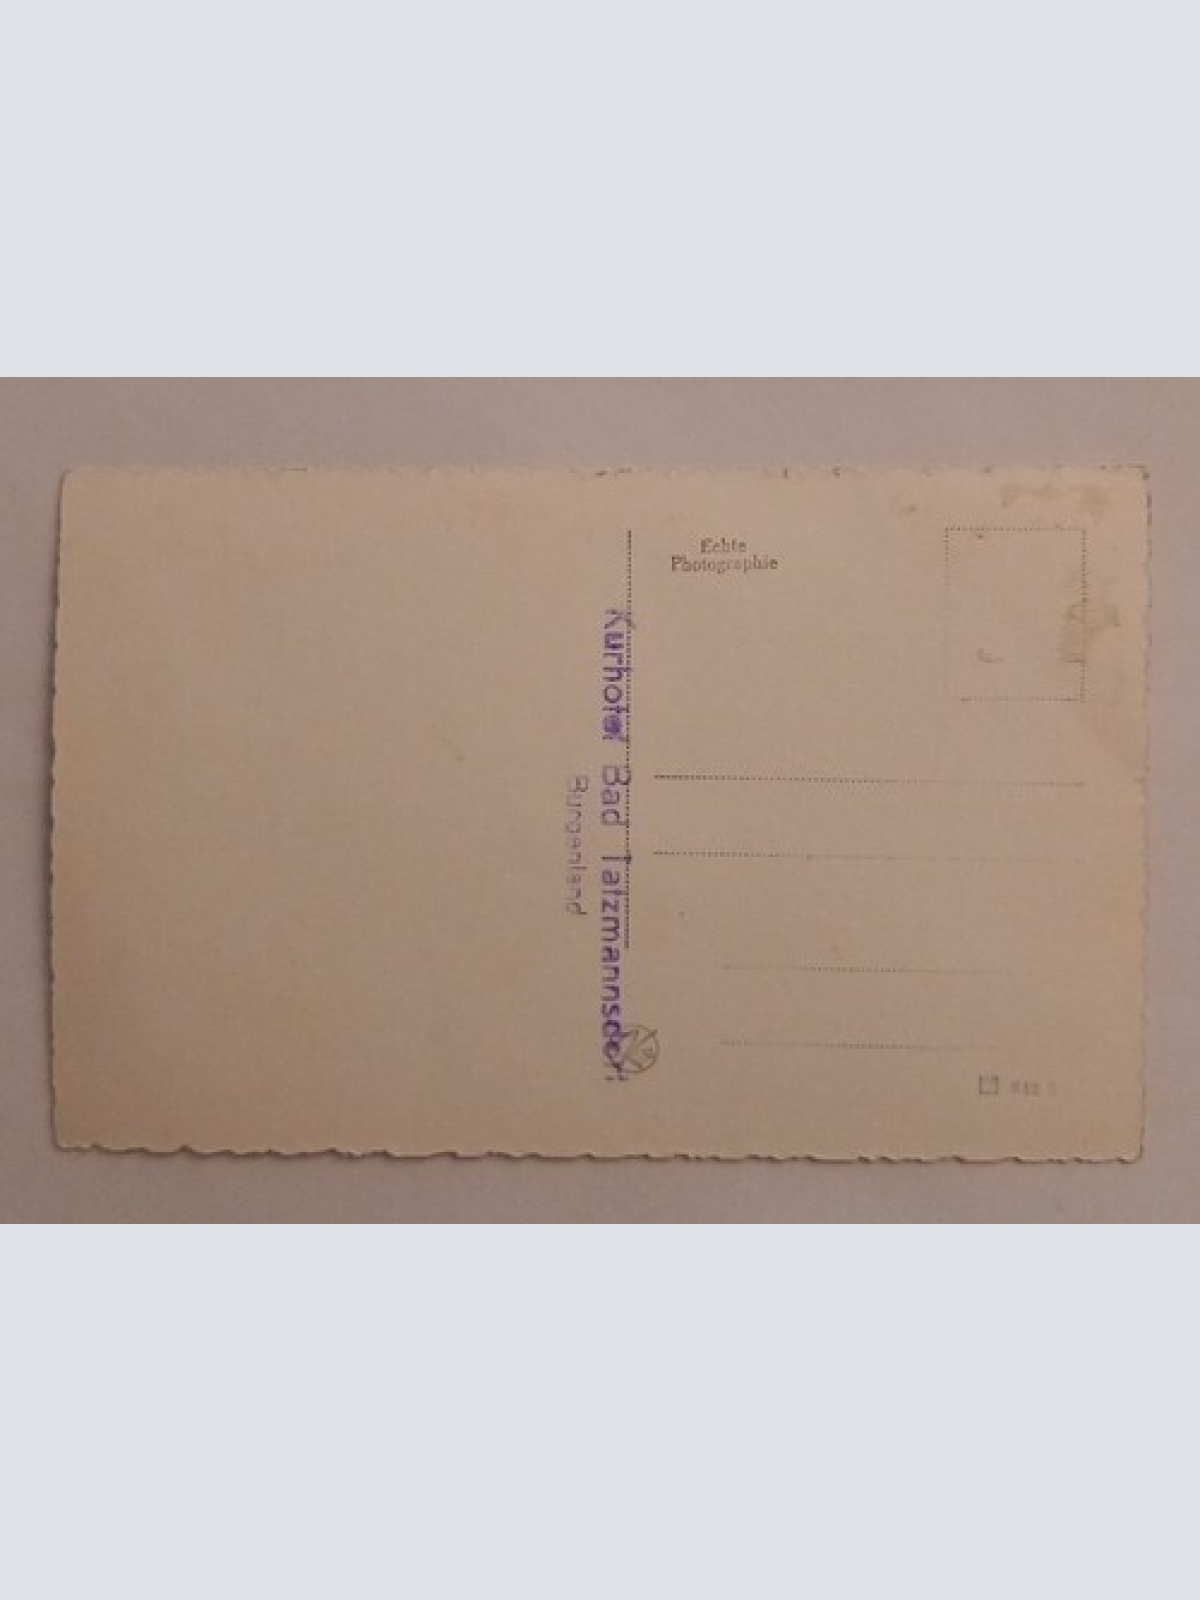 Echte
Photographie
Kurhotel Bad Tatzmannsdorf
Burgenland